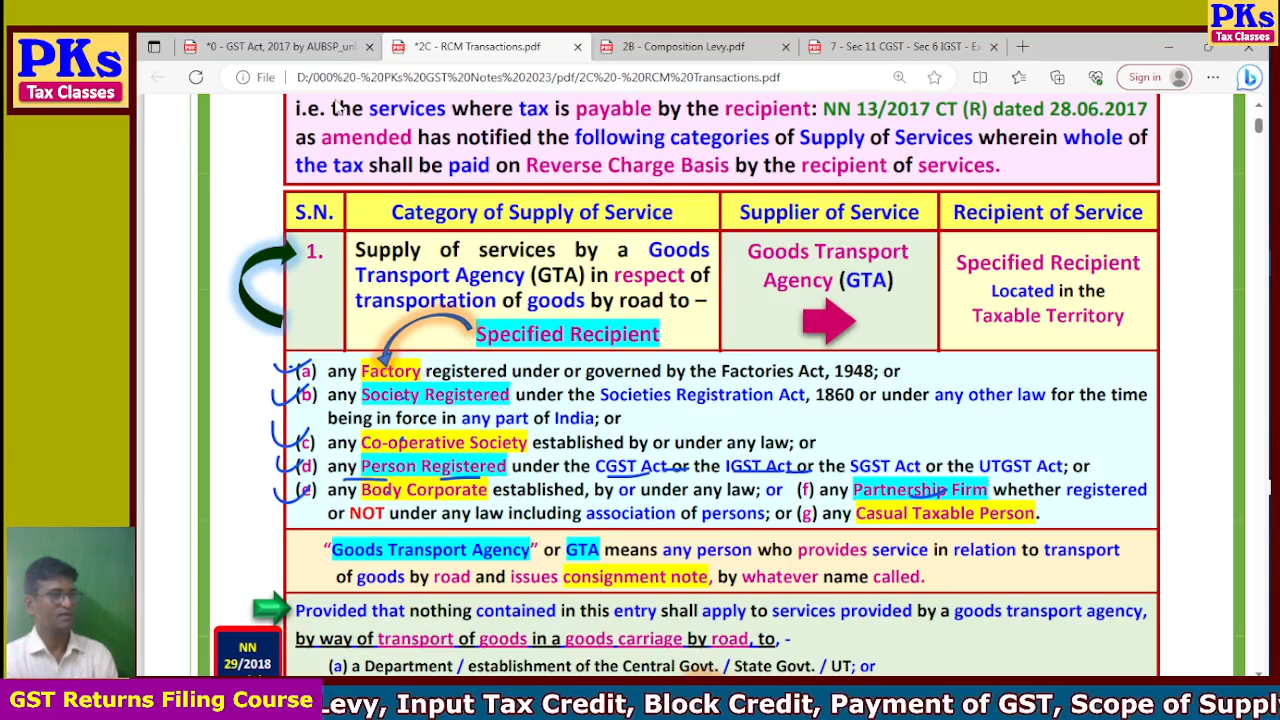 PKs
Tax Classes
*0 - GST Act, 2017 by AUBSP_unl
*2C - RCM Transactions.pdf
2B - Composition Levy.pdf
7 - Sec 11 CGST - Sec 6 IGST - Ex
PKs
Tax Classes
File
D:/000%20-%20PKs%20GST%20Notes%202023/pdf/2C%20-%20RCM%20Transactions.pdf
Sign in
i.e. the services where tax is payable by the recipient: NN 13/2017 CT (R) dated 28.06.2017
as amended has notified the following categories of Supply of Services wherein whole of
the tax shall be paid on Reverse Charge Basis by the recipient of services.
S.N.
Category of Supply of Service
Supplier of Service
Recipient of Service
1.
Supply of services by a Goods
Transport Agency (GTA) in respect of
transportation of goods by road to –
Specified Recipient
Goods Transport
Agency (GTA)
Specified Recipient
Located in the
Taxable Territory
(a) any Factory registered under or governed by the Factories Act, 1948; or
(b) any Society Registered under the Societies Registration Act, 1860 or under any other law for the time
being in force in any part of India; or
(c) any Co-operative Society established by or under any law; or
(d) any Person Registered under the CGST Act or the IGST Act or the SGST Act or the UTGST Act; or
(e) any Body Corporate established, by or under any law; or (f) any Partnership Firm whether registered
or NOT under any law including association of persons; or (g) any Casual Taxable Person.
“Goods Transport Agency” or GTA means any person who provides service in relation to transport
of goods by road and issues consignment note, by whatever name called.
Provided that nothing contained in this entry shall apply to services provided by a goods transport agency,
by way of transport of goods in a goods carriage by road, to, -
NN
29/2018
(a) a Department / establishment of the Central Govt. / State Govt. / UT; or
GST Returns Filing Course
Levy, Input Tax Credit, Block Credit, Payment of GST, Scope of Suppl